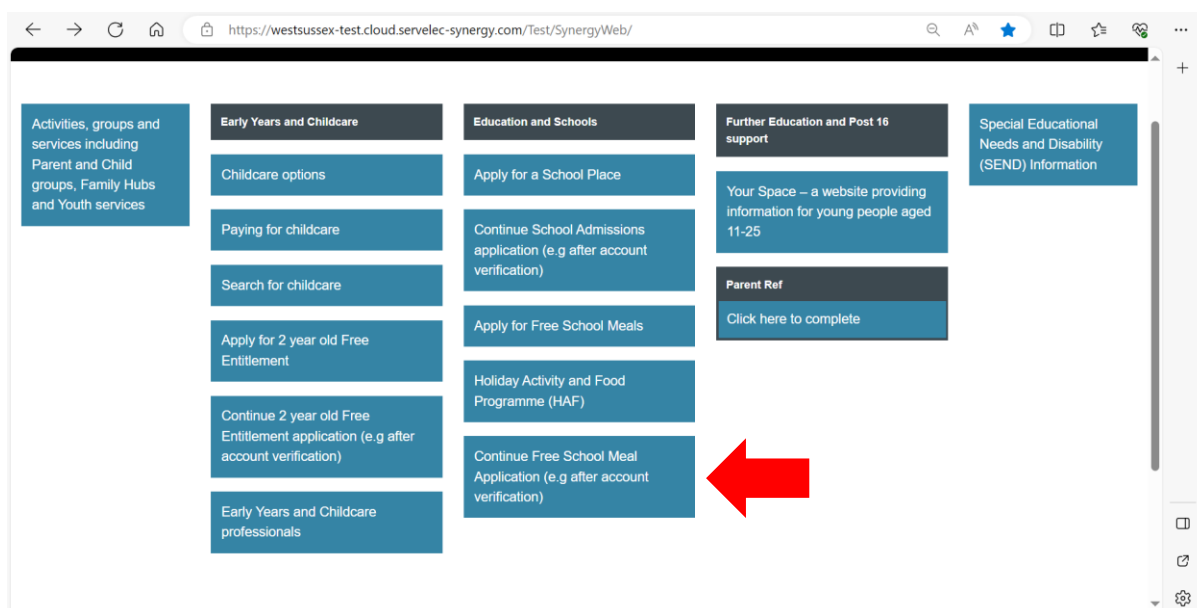 https://westsussex-test.cloud.servelec-synergy.com/Test/SynergyWeb/
Activities, groups and
services including
Parent and Child
groups, Family Hubs
and Youth services
Early Years and Childcare
Childcare options
Paying for childcare
Search for childcare
Apply for 2 year old Free
Entitlement
Continue 2 year old Free
Entitlement application (e.g after
account verification)
Early Years and Childcare
professionals
Education and Schools
Apply for a School Place
Continue School Admissions
application (e.g after account
verification)
Apply for Free School Meals
Holiday Activity and Food
Programme (HAF)
Continue Free School Meal
Application (e.g after account
verification)
Further Education and Post 16
support
Your Space – a website providing
information for young people aged
11-25
Parent Ref
Click here to complete
Special Educational
Needs and Disability
(SEND) Information